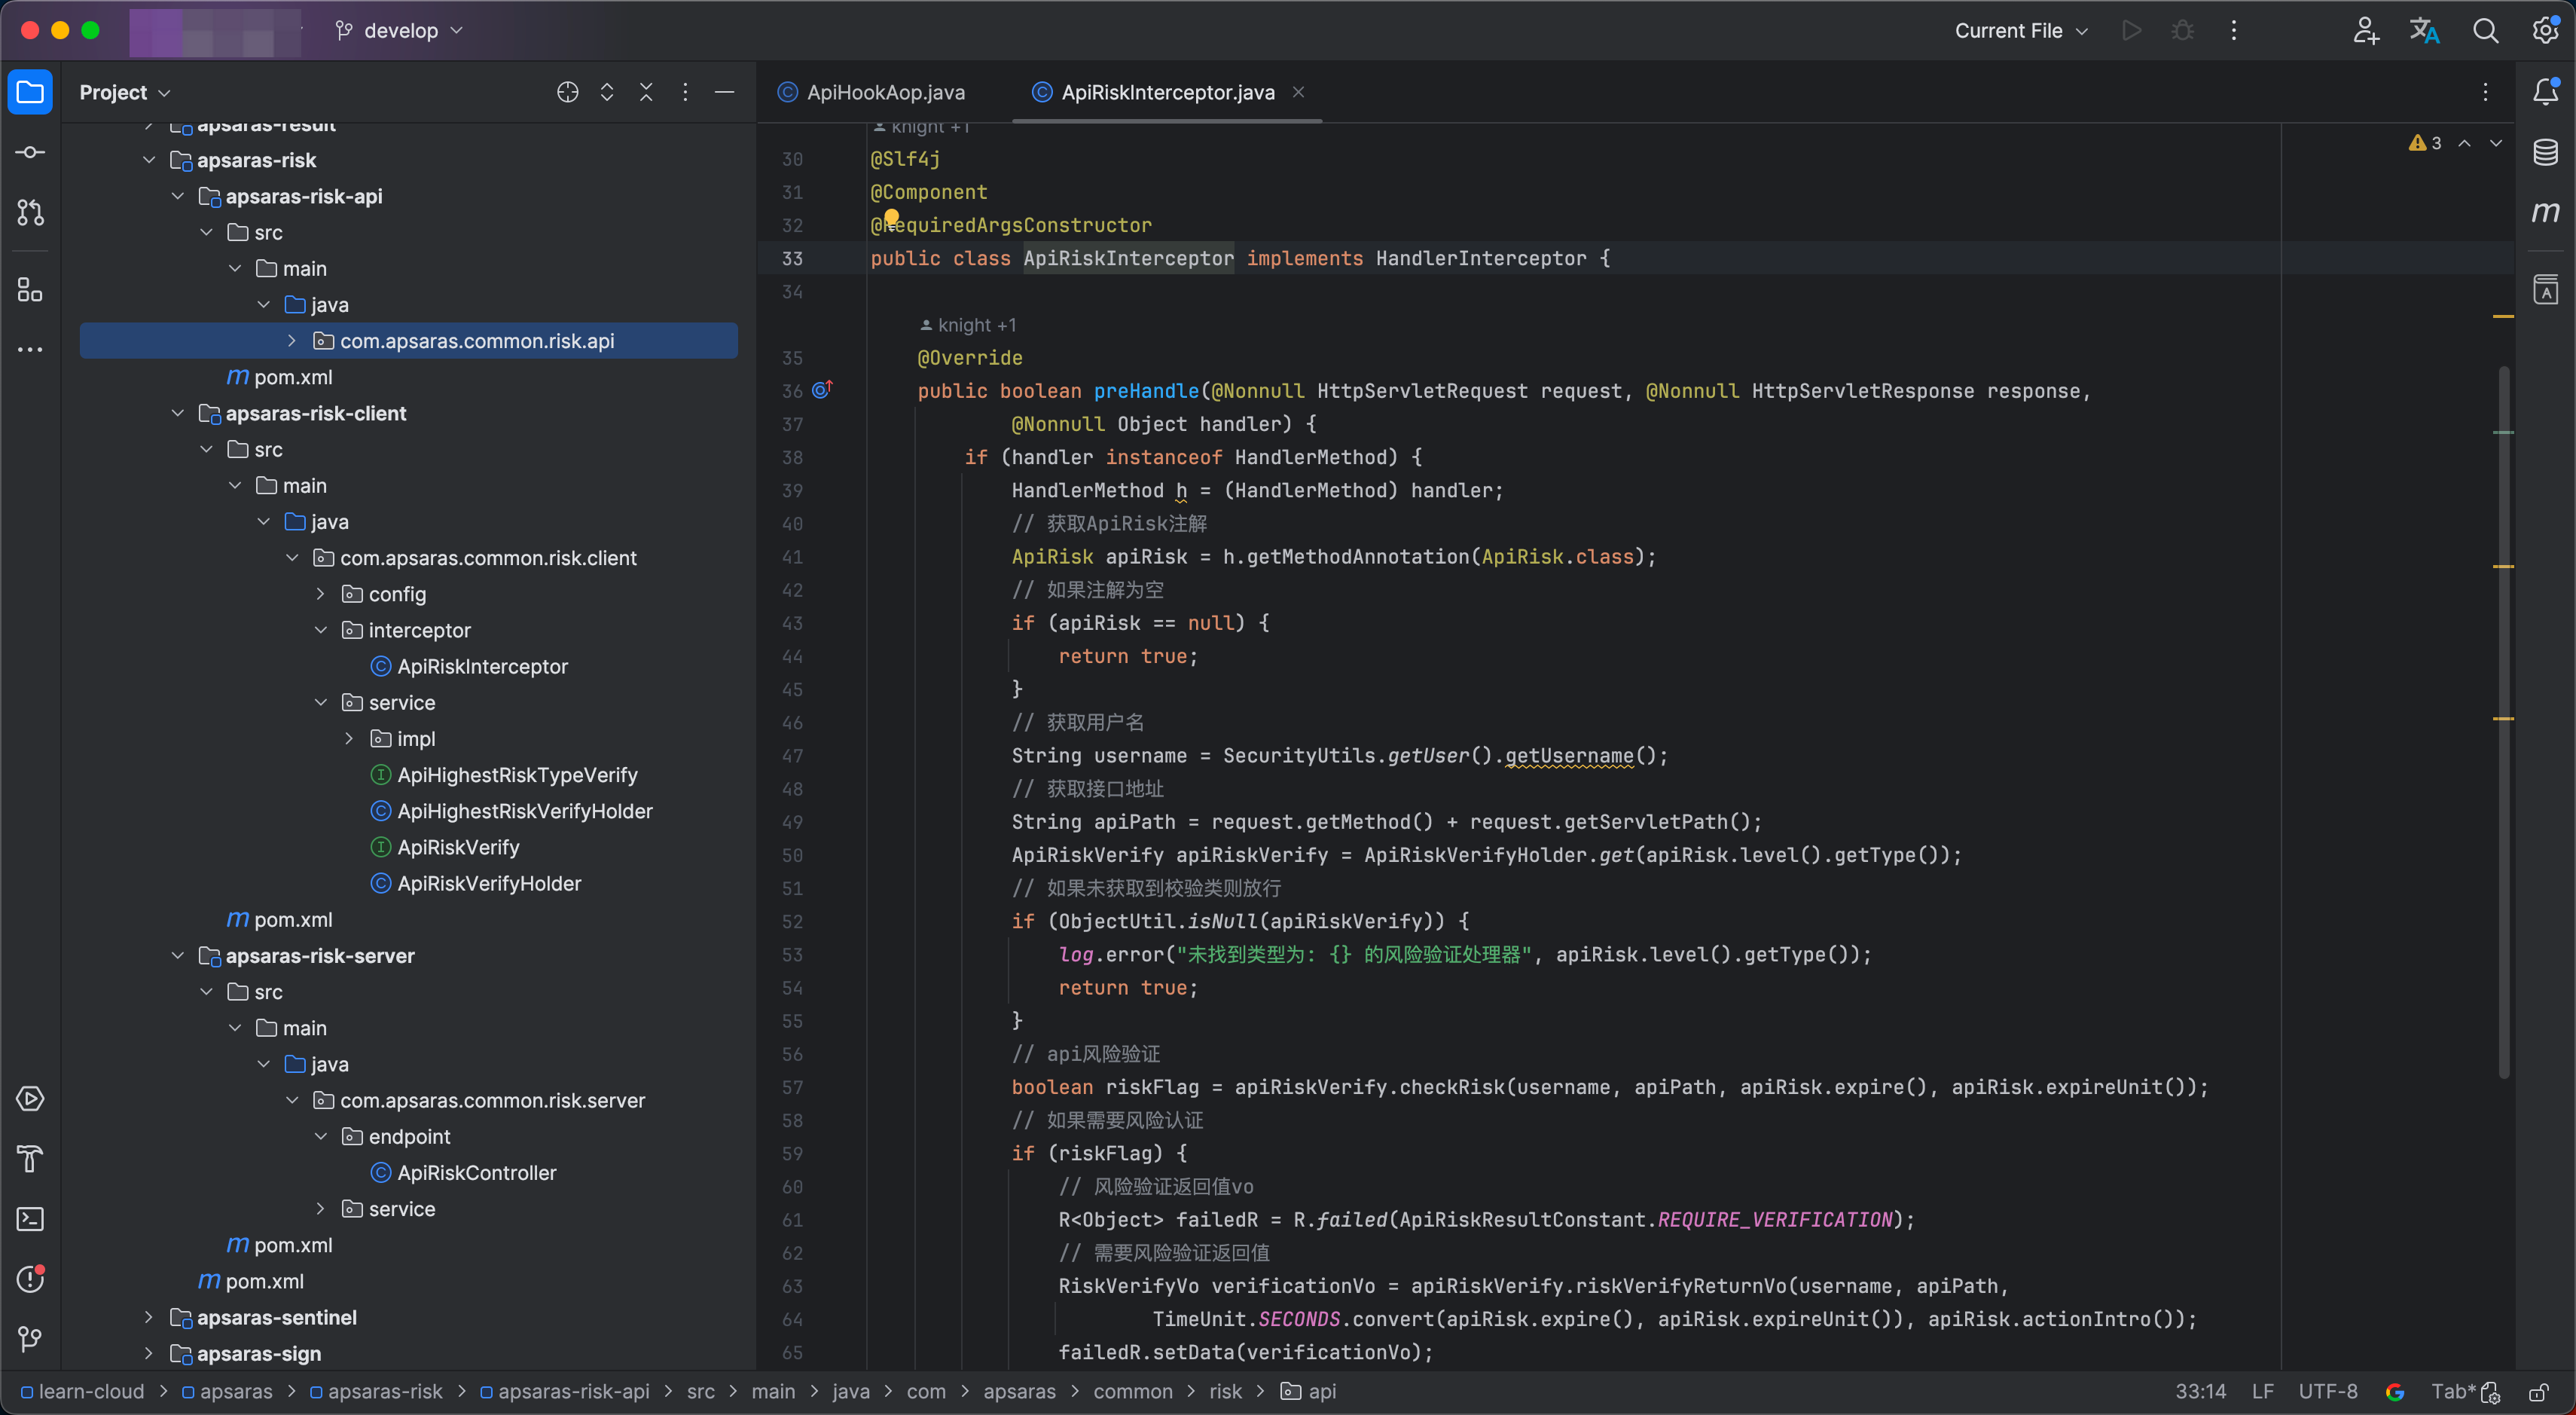 develop
Current File
Project
ApiHookAop.java
ApiRiskInterceptor.java
apsaras-result
apsaras-risk
apsaras-risk-api
src
main
java
com.apsaras.common.risk.api
m pom.xml
apsaras-risk-client
src
main
java
com.apsaras.common.risk.client
config
interceptor
ApiRiskInterceptor
service
impl
ApiHighestRiskTypeVerify
ApiHighestRiskVerifyHolder
ApiRiskVerify
ApiRiskVerifyHolder
m pom.xml
apsaras-risk-server
src
main
java
com.apsaras.common.risk.server
endpoint
ApiRiskController
service
m pom.xml
m pom.xml
apsaras-sentinel
apsaras-sign
knight +1
3
30 @Slf4j
31 @Component
32 @RequiredArgsConstructor
33 public class ApiRiskInterceptor implements HandlerInterceptor {
34
knight +1
35 @Override
36 public boolean preHandle(@Nonnull HttpServletRequest request, @Nonnull HttpServletResponse response,
37 @Nonnull Object handler) {
38 if (handler instanceof HandlerMethod) {
39 HandlerMethod h = (HandlerMethod) handler;
40 // 获取ApiRisk注解
41 ApiRisk apiRisk = h.getMethodAnnotation(ApiRisk.class);
42 // 如果注解为空
43 if (apiRisk == null) {
44 return true;
45 }
46 // 获取用户名
47 String username = SecurityUtils.getUser().getUsername();
48 // 获取接口地址
49 String apiPath = request.getMethod() + request.getServletPath();
50 ApiRiskVerify apiRiskVerify = ApiRiskVerifyHolder.get(apiRisk.level().getType());
51 // 如果未获取到校验类则放行
52 if (ObjectUtil.isNull(apiRiskVerify)) {
53 log.error("未找到类型为: {} 的风险验证处理器", apiRisk.level().getType());
54 return true;
55 }
56 // api风险验证
57 boolean riskFlag = apiRiskVerify.checkRisk(username, apiPath, apiRisk.expire(), apiRisk.expireUnit());
58 // 如果需要风险认证
59 if (riskFlag) {
60 // 风险验证返回值vo
61 R<Object> failedR = R.failed(ApiRiskResultConstant.REQUIRE_VERIFICATION);
62 // 需要风险验证返回值
63 RiskVerifyVo verificationVo = apiRiskVerify.riskVerifyReturnVo(username, apiPath,
64 TimeUnit.SECONDS.convert(apiRisk.expire(), apiRisk.expireUnit()), apiRisk.actionIntro());
65 failedR.setData(verificationVo);
learn-cloud > apsaras > apsaras-risk > apsaras-risk-api > src > main > java > com > apsaras > common > risk > api
33:14 LF UTF-8 Tab*